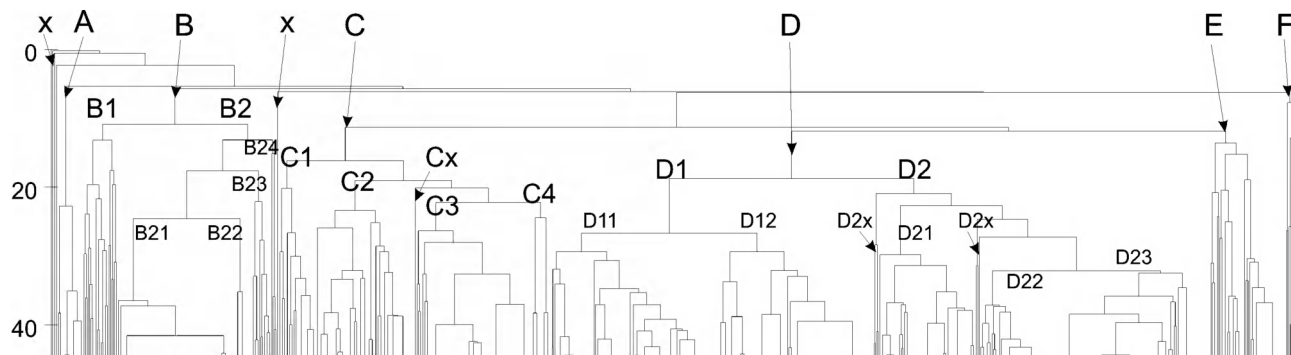 x A B x C D E F
0
B1 B2
B24 C1 Cx
C2 D1 D2
20 B23 C3 C4
B21 B22 D11 D12 D2x D21 D2x
D22 D23
40